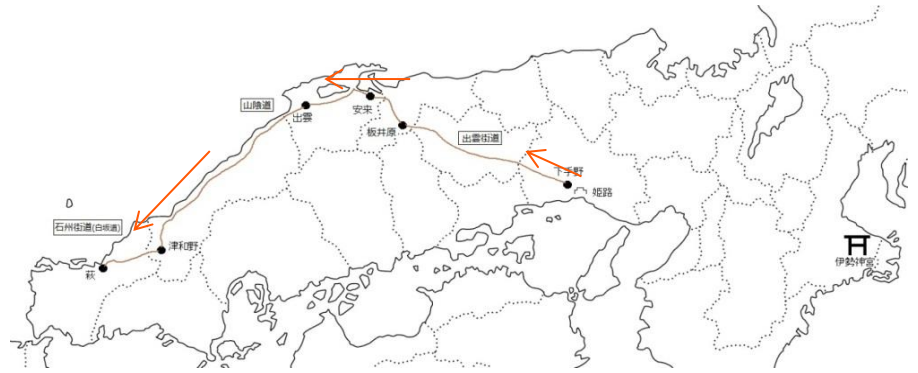 山陰道
出雲
安来
板井原
出雲街道
下手野
姫路
石州街道(白坂道)
津和野
萩
伊勢神宮